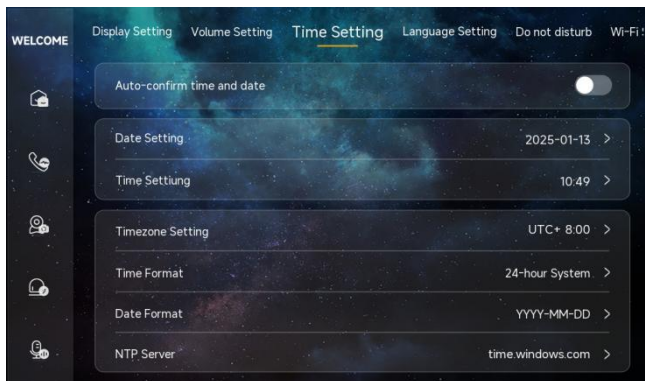 WELCOME
Display Setting Volume Setting Time Setting Language Setting Do not disturb Wi-Fi
Auto-confirm time and date
Date Setting 2025-01-13 >
Time Settiung 10:49 >
Timezone Setting UTC+ 8:00 >
Time Format 24-hour System >
Date Format YYYY-MM-DD >
NTP Server time.windows.com >